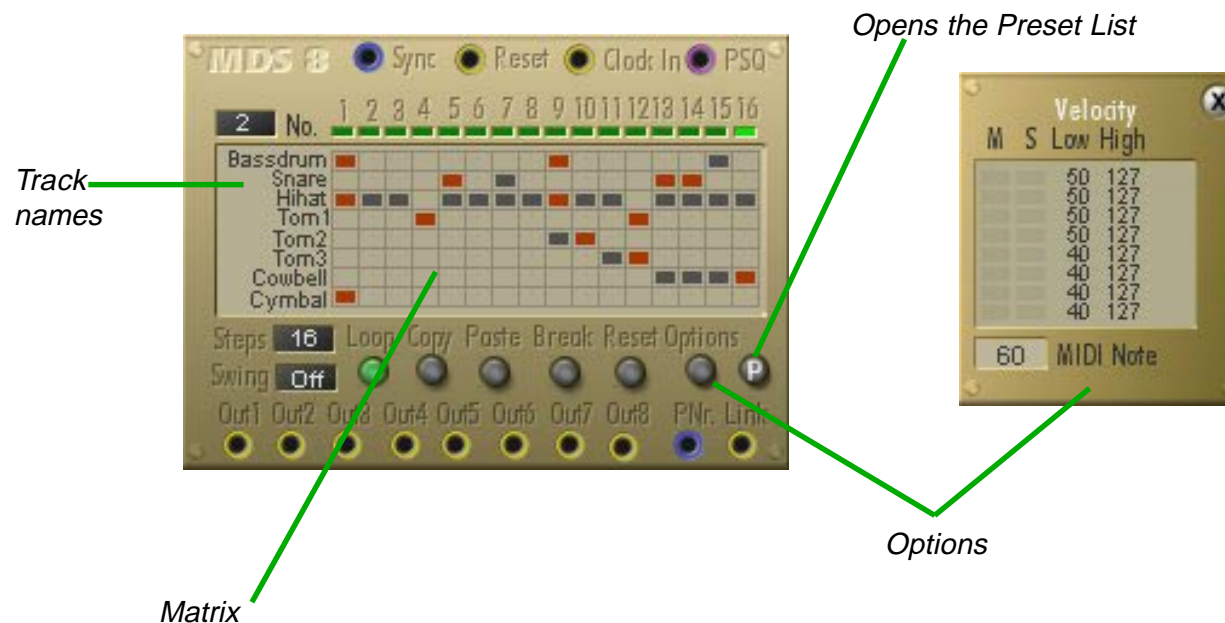 Opens the Preset List
MDS 8 Sync Reset Clock In PSQ
X
Velocity
M S Low High
1 2 3 4 5 6 7 8 9 10 11 12 13 14 15 16
2 No.
Track
names
Bassdrum
Snare
Hihat
Tom1
Tom2
Tom3
Cowbell
Cymbal
50 127
50 127
50 127
50 127
40 127
40 127
40 127
40 127
60 MIDI Note
Steps 16 Loop Copy Paste Break Reset Options
Swing Off P
Out1 Out2 Out3 Out4 Out5 Out6 Out7 Out8 PNr. Link
Options
Matrix